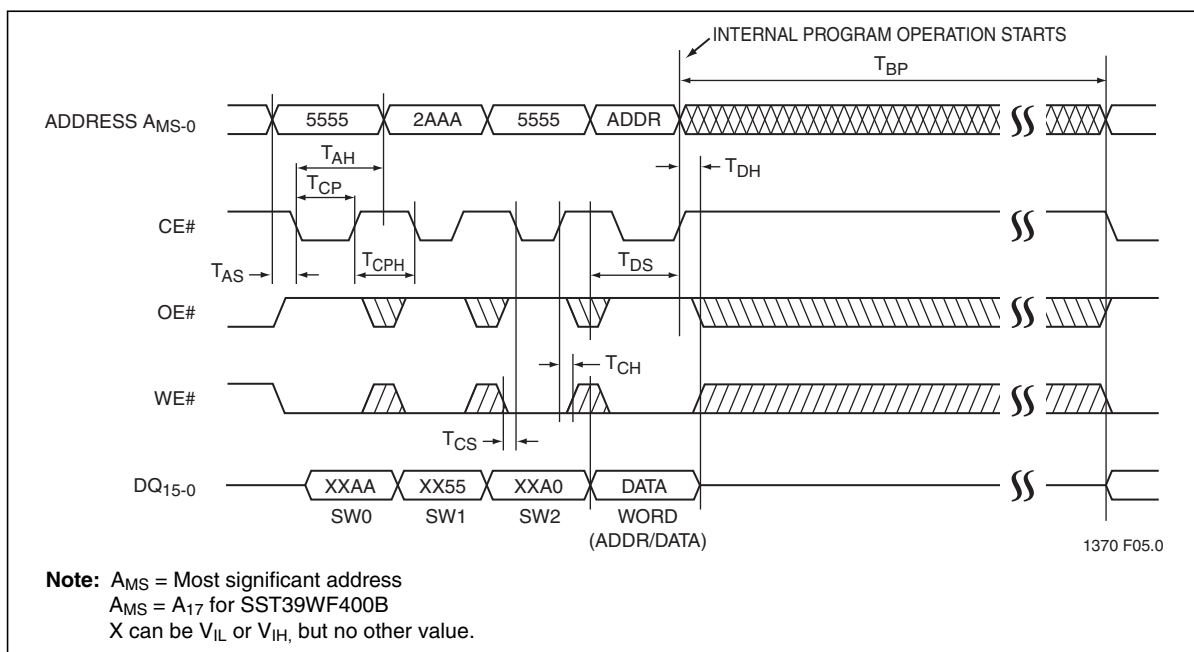 INTERNAL PROGRAM OPERATION STARTS
TBP
ADDRESS AMS-0
5555
2AAA
5555
ADDR
TAH
TDH
TCP
CE#
TAS
TCPH
TDS
OE#
TCH
WE#
TCS
DQ15-0
XXAA
XX55
XXA0
DATA
SW0
SW1
SW2
WORD
(ADDR/DATA)
1370 F05.0
Note: AMS = Most significant address
AMS = A17 for SST39WF400B
X can be VIL or VIH, but no other value.